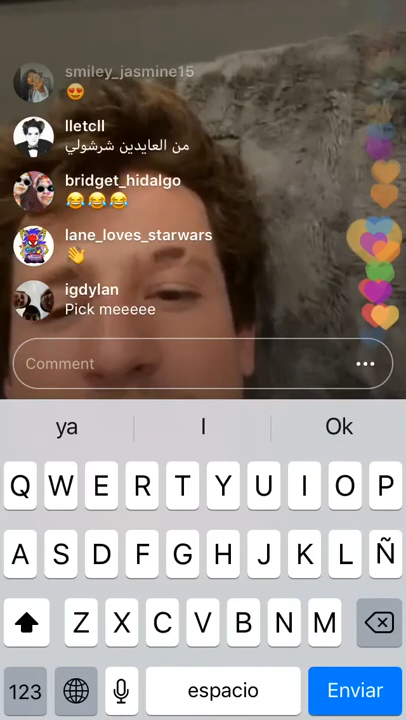 smiley_jasmine15
😍
lletcll
من العايدين شرشولي
bridget_hidalgo
😂😂😂
lane_loves_starwars
👋
igdylan
Pick meeeee
Comment
ya I Ok
Q W E R T Y U I O P
A S D F G H J K L Ñ
Z X C V B N M
123 espacio Enviar